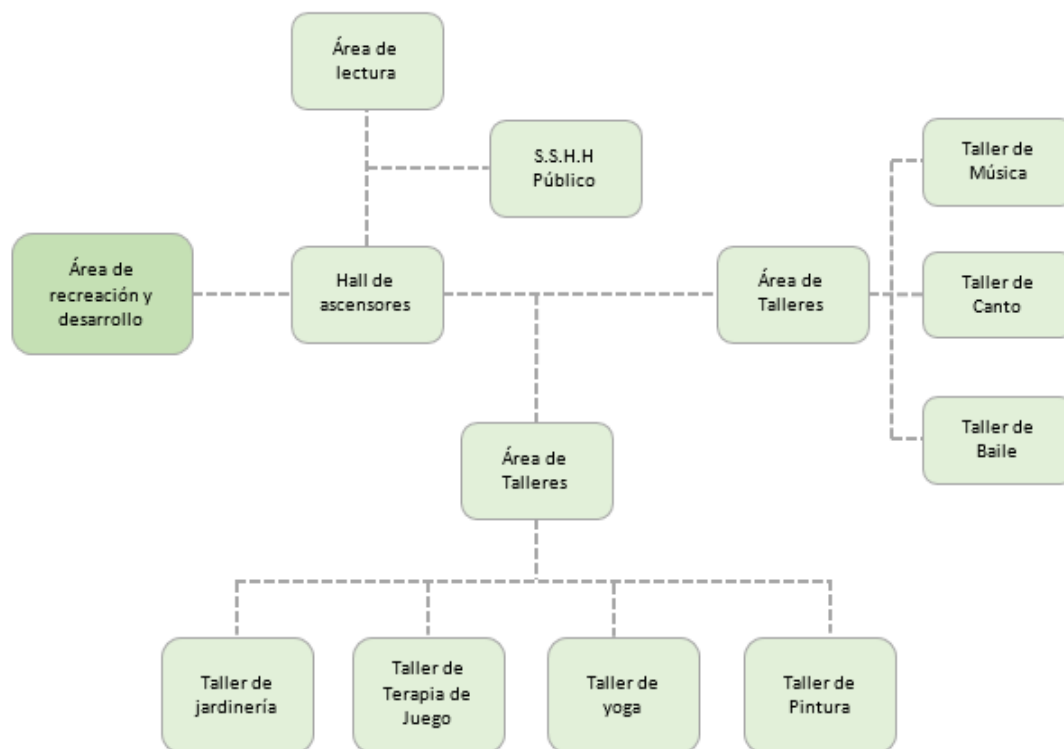 Área de
lectura
S.S.H.H
Público
Taller de
Música
Área de
recreación y
desarrollo
Hall de
ascensores
Área de
Talleres
Taller de
Canto
Taller de
Baile
Área de
Talleres
Taller de
jardinería
Taller de
Terapia de
Juego
Taller de
yoga
Taller de
Pintura